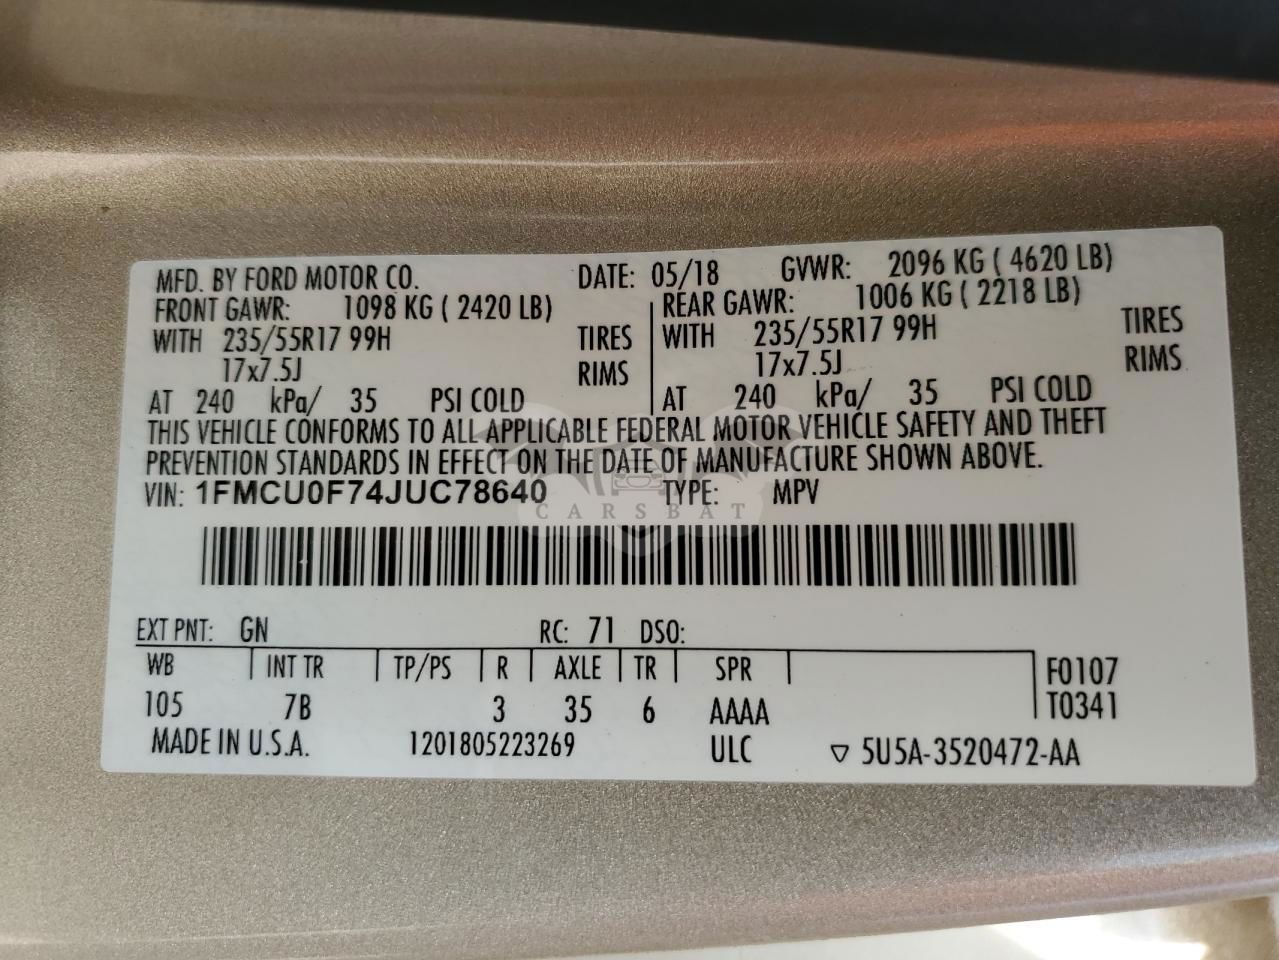 MFD. BY FORD MOTOR CO. DATE: 05/18 GVWR: 2096 KG ( 4620 LB)
FRONT GAWR: 1098 KG ( 2420 LB) REAR GAWR: 1006 KG ( 2218 LB)
WITH 235/55R17 99H TIRES WITH 235/55R17 99H TIRES
17x7.5J RIMS 17x7.5J RIMS
AT 240 kPa/ 35 PSI COLD AT 240 kPa/ 35 PSI COLD
THIS VEHICLE CONFORMS TO ALL APPLICABLE FEDERAL MOTOR VEHICLE SAFETY AND THEFT
PREVENTION STANDARDS IN EFFECT ON THE DATE OF MANUFACTURE SHOWN ABOVE.
VIN: 1FMCU0F74JUC78640 TYPE: MPV
CARSBAT
EXT PNT: GN RC: 71 DSO:
WB INT TR TP/PS R AXLE TR SPR F0107
105 7B 3 35 6 AAAA T0341
MADE IN U.S.A. 1201805223269 ULC ▽ 5U5A-3520472-AA